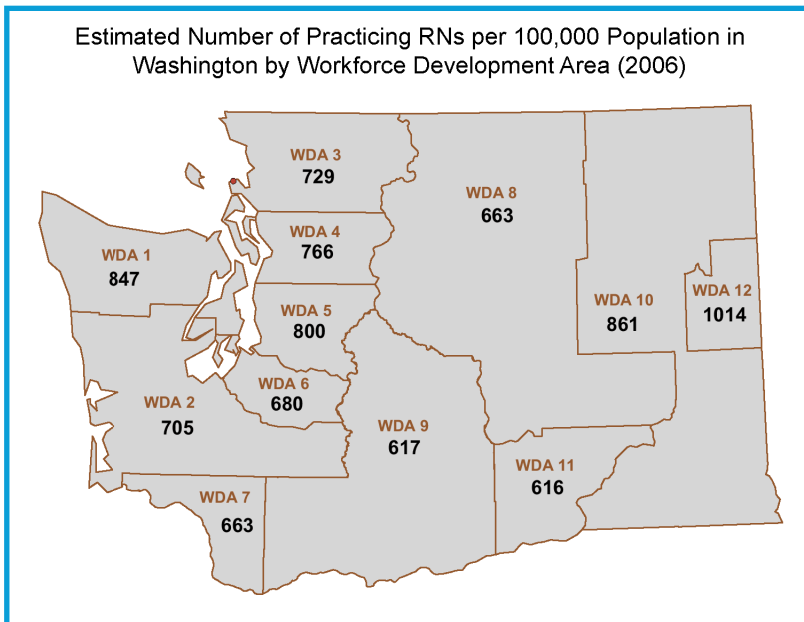 Estimated Number of Practicing RNs per 100,000 Population in
Washington by Workforce Development Area (2006)
WDA 3
729
WDA 8
663
WDA 4
766
WDA 1
847
WDA 12
1014
WDA 10
861
WDA 5
800
WDA 6
680
WDA 2
705
WDA 9
617
WDA 11
616
WDA 7
663